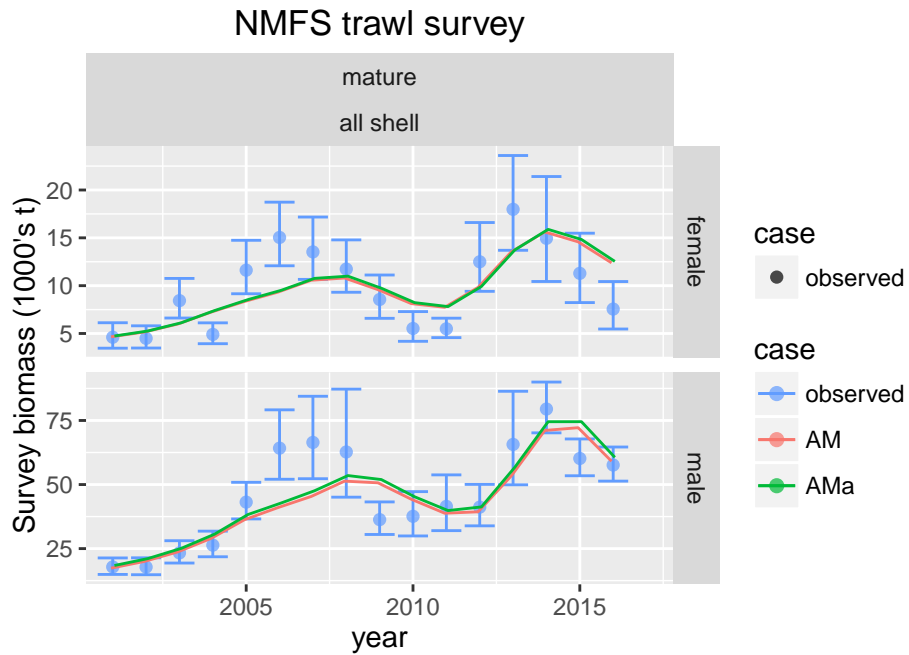 NMFS trawl survey
mature
all shell
Survey biomass (1000's t)
20
15
10
5
female
75
50
25
male
2005
2010
2015
year
case
observed
case
observed
AM
AMa